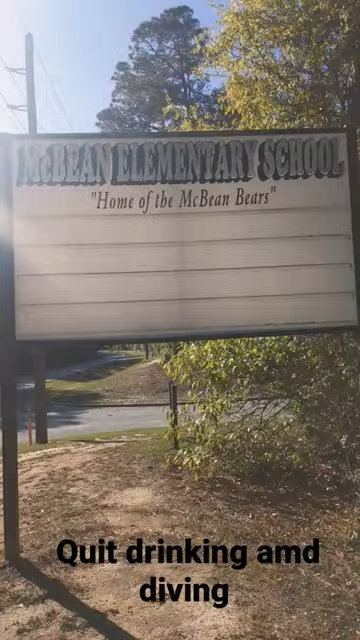 McBEAN ELEMENTARY SCHOOL
"Home of the McBean Bears"
Quit drinking amd
diving